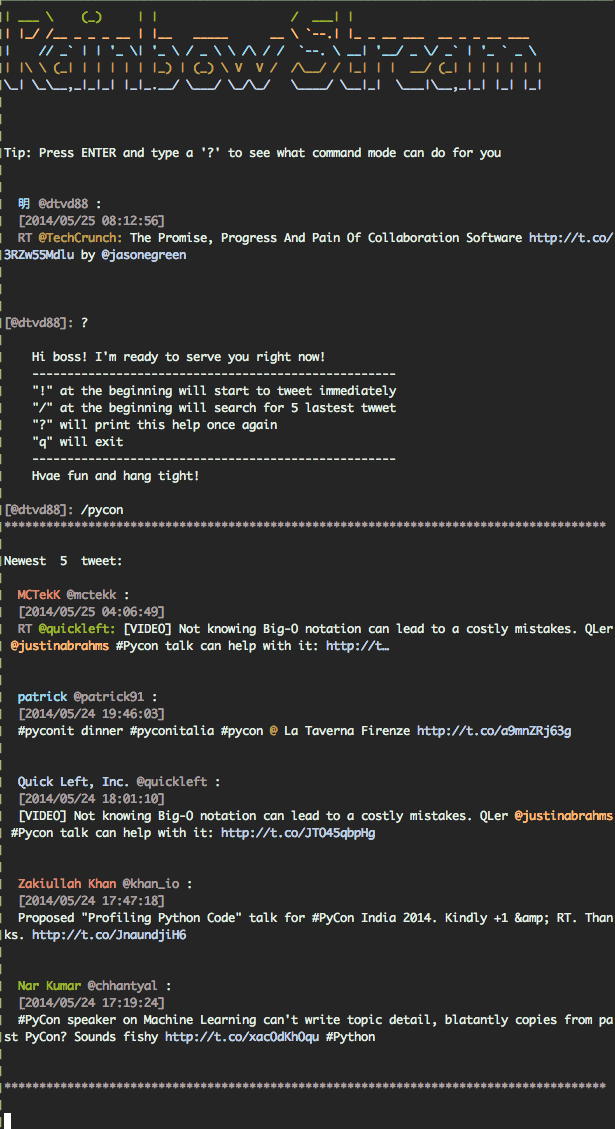 Rainbow Stream
Tip: Press ENTER and type a '?' to see what command mode can do for you
明 @dtvd88 :
[2014/05/25 08:12:56]
RT @TechCrunch: The Promise, Progress And Pain Of Collaboration Software http://t.co/
3RZw55Mdlu by @jasonegreen
[@dtvd88]: ?
Hi boss! I'm ready to serve you right now!
----------------------------------------------------
"!" at the beginning will start to tweet immediately
"/" at the beginning will search for 5 lastest twwet
"?" will print this help once again
"q" will exit
----------------------------------------------------
Hvae fun and hang tight!
[@dtvd88]: /pycon
**************************************************************************************
Newest  5  tweet:
MCTekK @mctekk :
[2014/05/25 04:06:49]
RT @quickleft: [VIDEO] Not knowing Big-O notation can lead to a costly mistakes. QLer
@justinabrahms #Pycon talk can help with it: http://t…
patrick @patrick91 :
[2014/05/24 19:46:03]
#pyconit dinner #pyconitalia #pycon @ La Taverna Firenze http://t.co/a9mnZRj63g
Quick Left, Inc. @quickleft :
[2014/05/24 18:01:10]
[VIDEO] Not knowing Big-O notation can lead to a costly mistakes. QLer @justinabrahms
#Pycon talk can help with it: http://t.co/JTO45qbpHg
Zakiullah Khan @khan_io :
[2014/05/24 17:47:18]
Proposed "Profiling Python Code" talk for #PyCon India 2014. Kindly +1 &amp; RT. Than
ks. http://t.co/JnaundjiH6
Nar Kumar @chhantyal :
[2014/05/24 17:19:24]
#PyCon speaker on Machine Learning can't write topic detail, blatantly copies from pa
st PyCon? Sounds fishy http://t.co/xacOdKhOqu #Python
**************************************************************************************